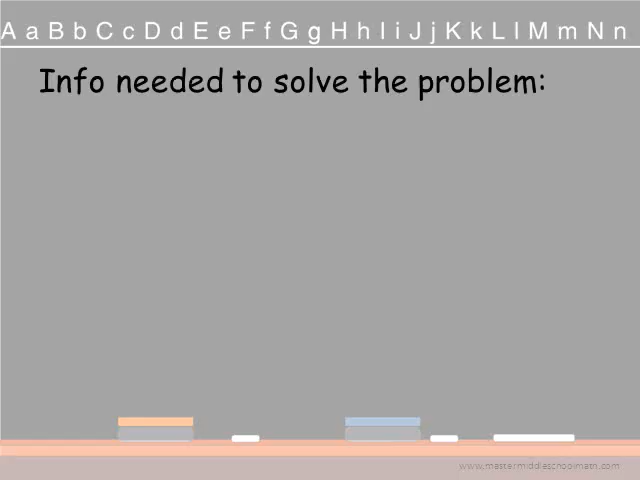 A a B b C c D d E e F f G g H h I i J j K k L l M m N n
Info needed to solve the problem:
www.mastermiddleschoolmath.com